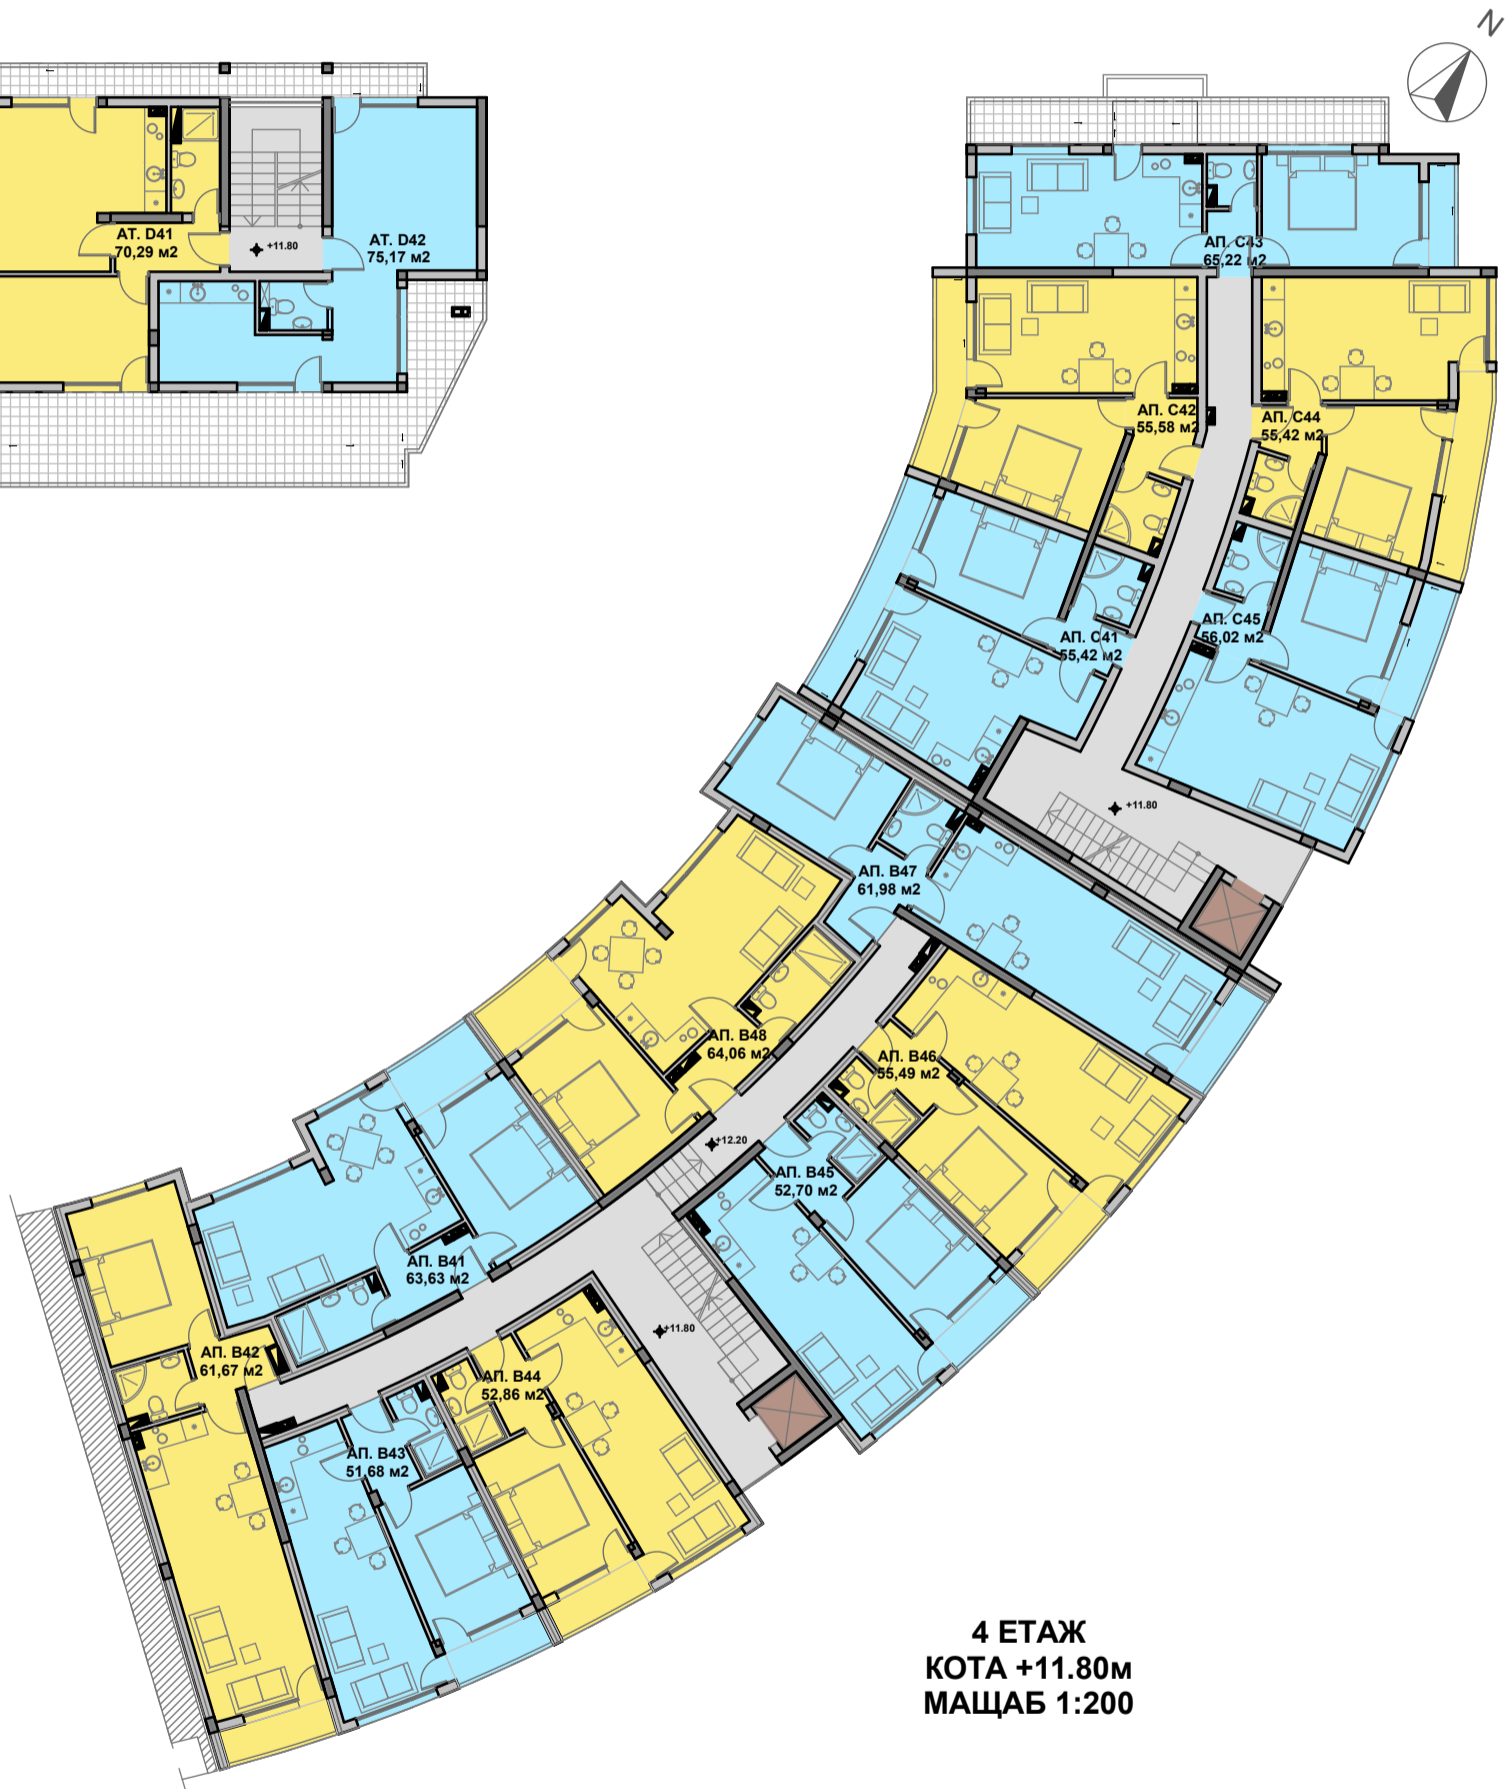 N
АТ. D41
70,29 м2
+11.80
АТ. D42
75,17 м2
АП. C43
65,22 м2
АП. C42
55,58 м2
АП. C44
55,42 м2
АП. C41
55,42 м2
АП. C45
56,02 м2
+11.80
АП. B47
61,98 м2
АП. B48
64,06 м2
АП. B46
55,49 м2
+12.20
АП. B45
52,70 м2
АП. B41
63,63 м2
+11.80
АП. B42
61,67 м2
АП. B44
52,86 м2
АП. B43
51,68 м2
4 ЕТАЖ
КОТА +11.80м
МАЩАБ 1:200